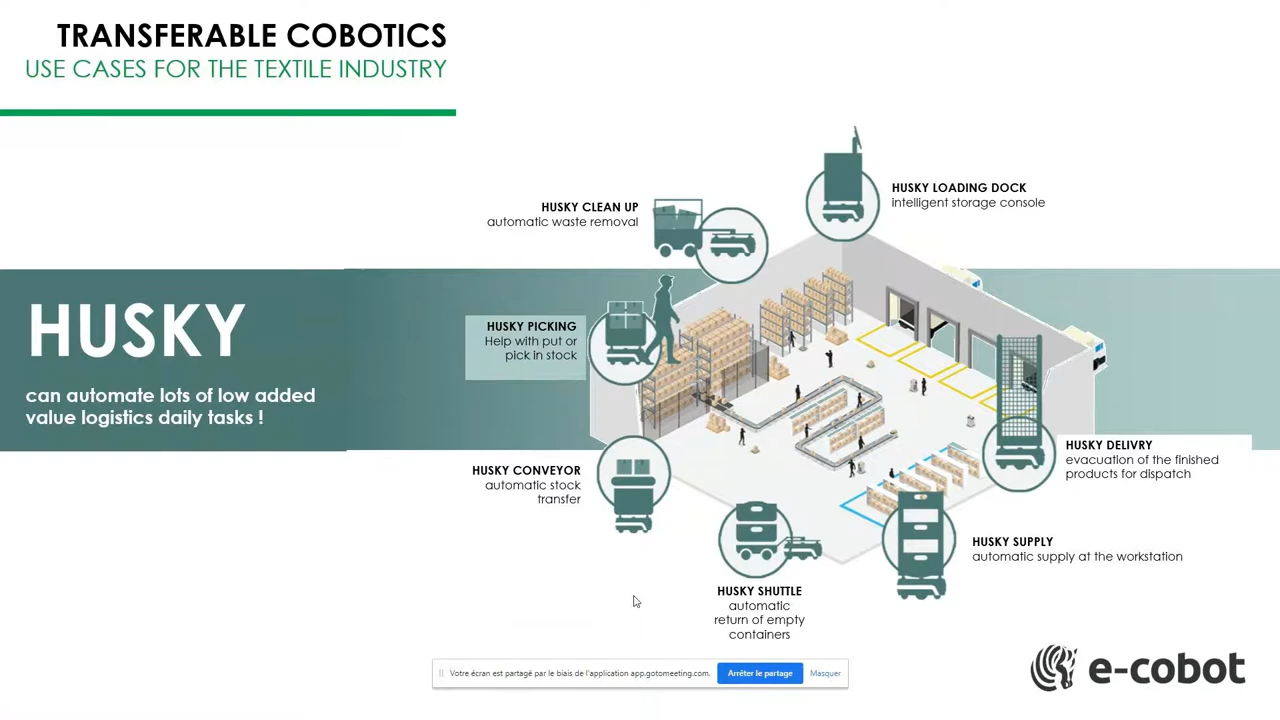 TRANSFERABLE COBOTICS
USE CASES FOR THE TEXTILE INDUSTRY
HUSKY LOADING DOCK
intelligent storage console
HUSKY CLEAN UP
automatic waste removal
HUSKY
can automate lots of low added
value logistics daily tasks !
HUSKY PICKING
Help with put or
pick in stock
HUSKY DELIVRY
evacuation of the finished
products for dispatch
HUSKY CONVEYOR
automatic stock
transfer
HUSKY SUPPLY
automatic supply at the workstation
HUSKY SHUTTLE
automatic
return of empty
containers
Votre écran est partagé par le biais de l'application app.gotomeeting.com.
Arrêter le partage
Masquer
e-cobot